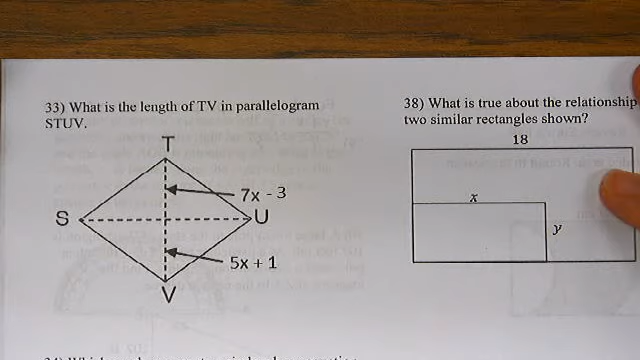 33) What is the length of TV in parallelogram
STUV.
T
7x - 3
S
U
5x + 1
V
38) What is true about the relationship
two similar rectangles shown?
18
x
y